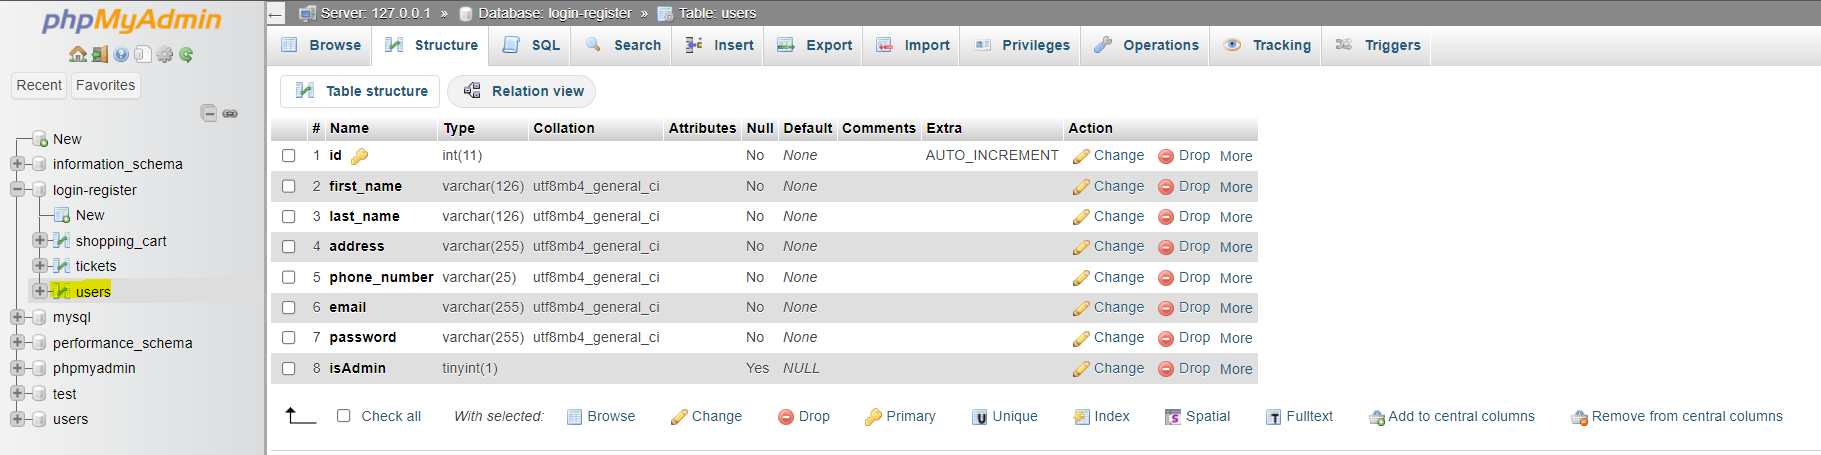 phpMyAdmin
Recent Favorites
New
information_schema
login-register
New
shopping_cart
tickets
users
mysql
performance_schema
phpmyadmin
test
users
Server: 127.0.0.1 » Database: login-register » Table: users
Browse Structure SQL Search Insert Export Import Privileges Operations Tracking Triggers
Table structure Relation view
# Name Type Collation Attributes Null Default Comments Extra Action
1 id int(11) No None AUTO_INCREMENT Change Drop More
2 first_name varchar(126) utf8mb4_general_ci No None Change Drop More
3 last_name varchar(126) utf8mb4_general_ci No None Change Drop More
4 address varchar(255) utf8mb4_general_ci No None Change Drop More
5 phone_number varchar(25) utf8mb4_general_ci No None Change Drop More
6 email varchar(255) utf8mb4_general_ci No None Change Drop More
7 password varchar(255) utf8mb4_general_ci No None Change Drop More
8 isAdmin tinyint(1) Yes NULL Change Drop More
Check all With selected: Browse Change Drop Primary Unique Index Spatial Fulltext Add to central columns Remove from central columns